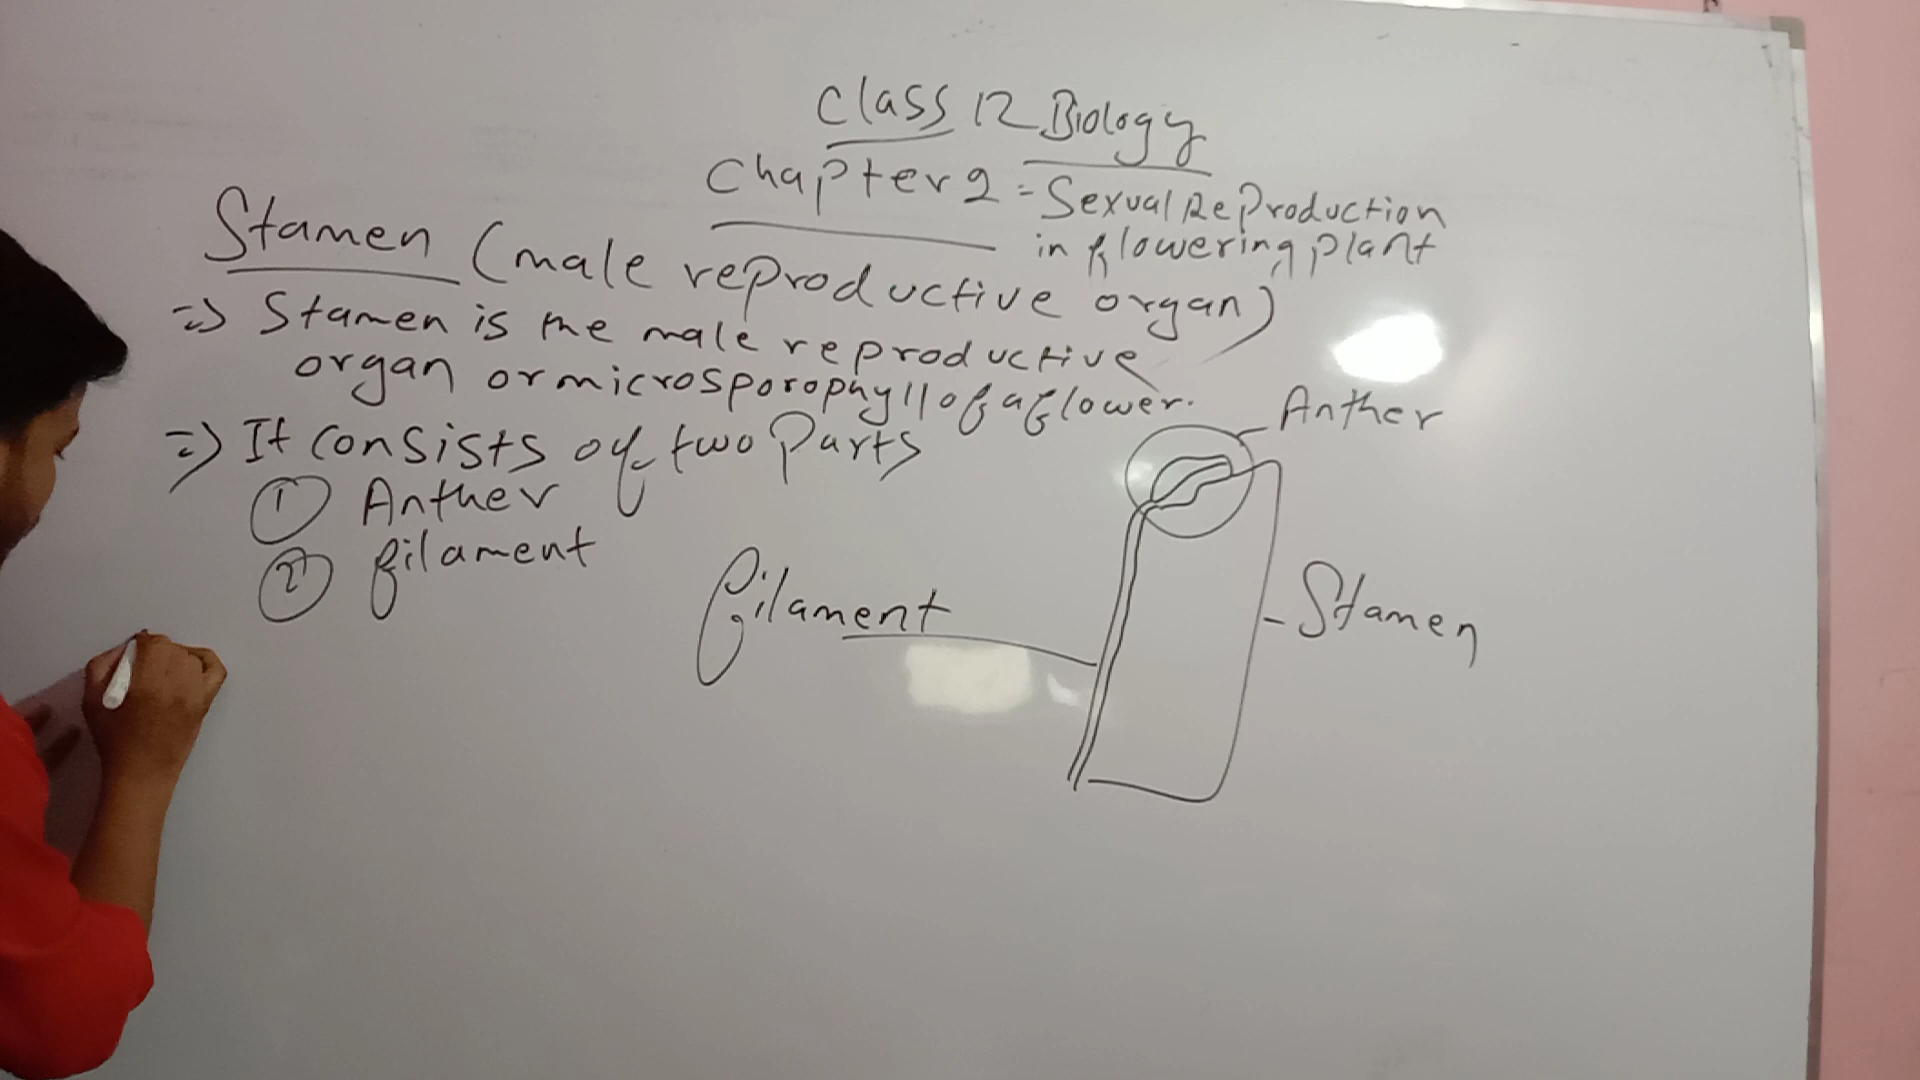 Class 12 Biology
Chapter 2 = Sexual Reproduction
in flowering plant
Stamen (male reproductive organ)
=> Stamen is the male reproductive
organ or microsporophyll of a flower.
=> It consists of two Parts
① Anther
② filament
Anther
filament
- Stamen